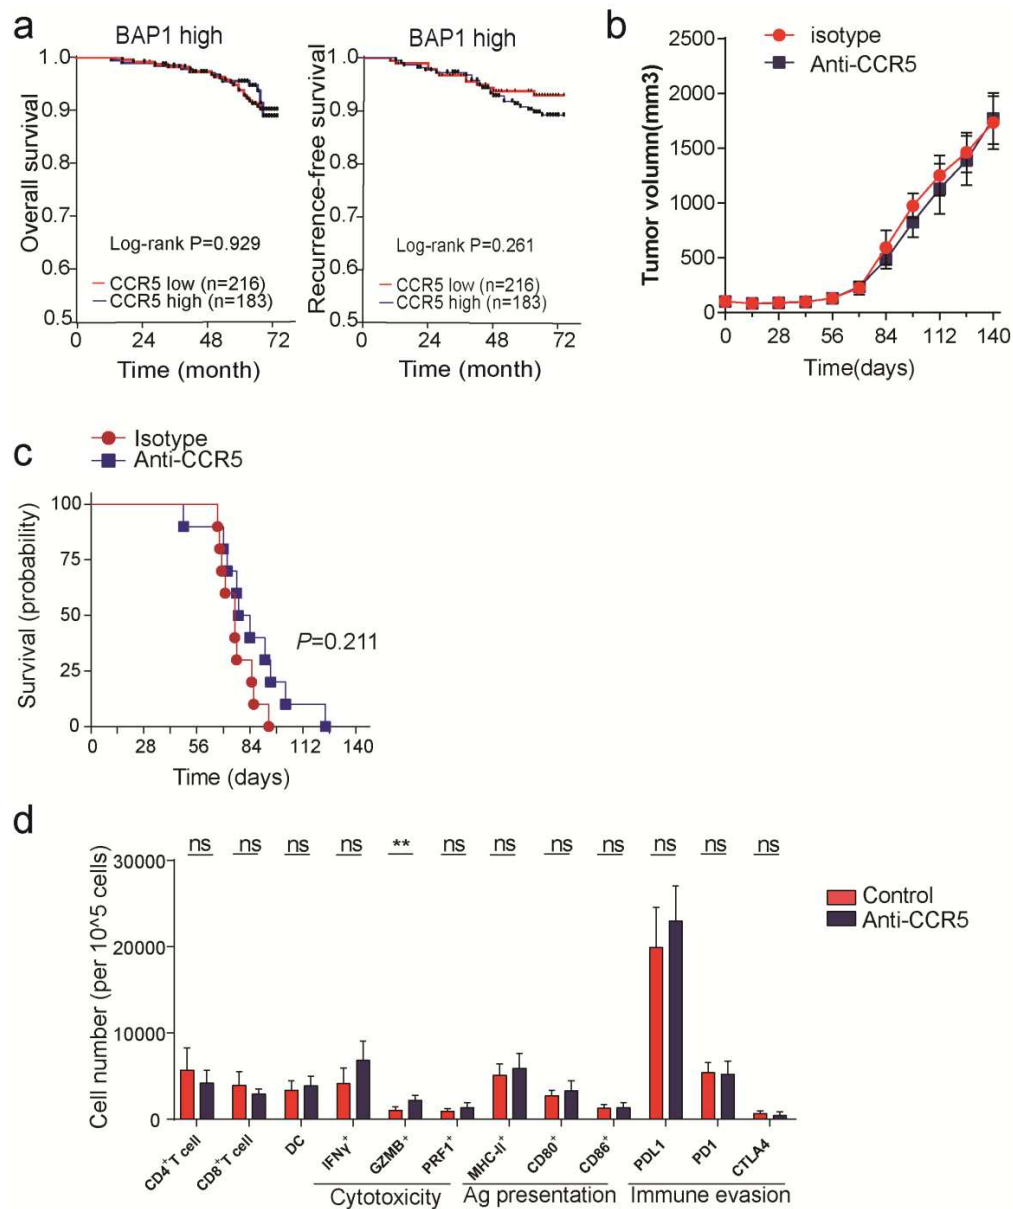 a
BAP1 high
Overall survival
1.0
0.9
0.8
0.7
0.6
0.5
Log-rank P=0.929
CCR5 low (n=216)
CCR5 high (n=183)
0 24 48 72
Time (month)
BAP1 high
Recurrence-free survival
1.0
0.9
0.8
0.7
0.6
0.5
Log-rank P=0.261
CCR5 low (n=216)
CCR5 high (n=183)
0 24 48 72
Time (month)
b
isotype
Anti-CCR5
Tumor volumn(mm3)
2500
2000
1500
1000
500
0
0 28 56 84 112 140
Time(days)
c
Isotype
Anti-CCR5
Survival (probability)
100
75
50
25
0
P=0.211
0 28 56 84 112 140
Time (days)
d
ns ns ns ns ** ns ns ns ns ns ns ns
Cell number (per 10^5 cells)
30000
20000
10000
0
Control
Anti-CCR5
CD4+T cell CD8+T cell DC IFNγ+ GZMB+ PRF1+ MHC-II+ CD80+ CD86+ PDL1 PD1 CTLA4
Cytotoxicity Ag presentation Immune evasion